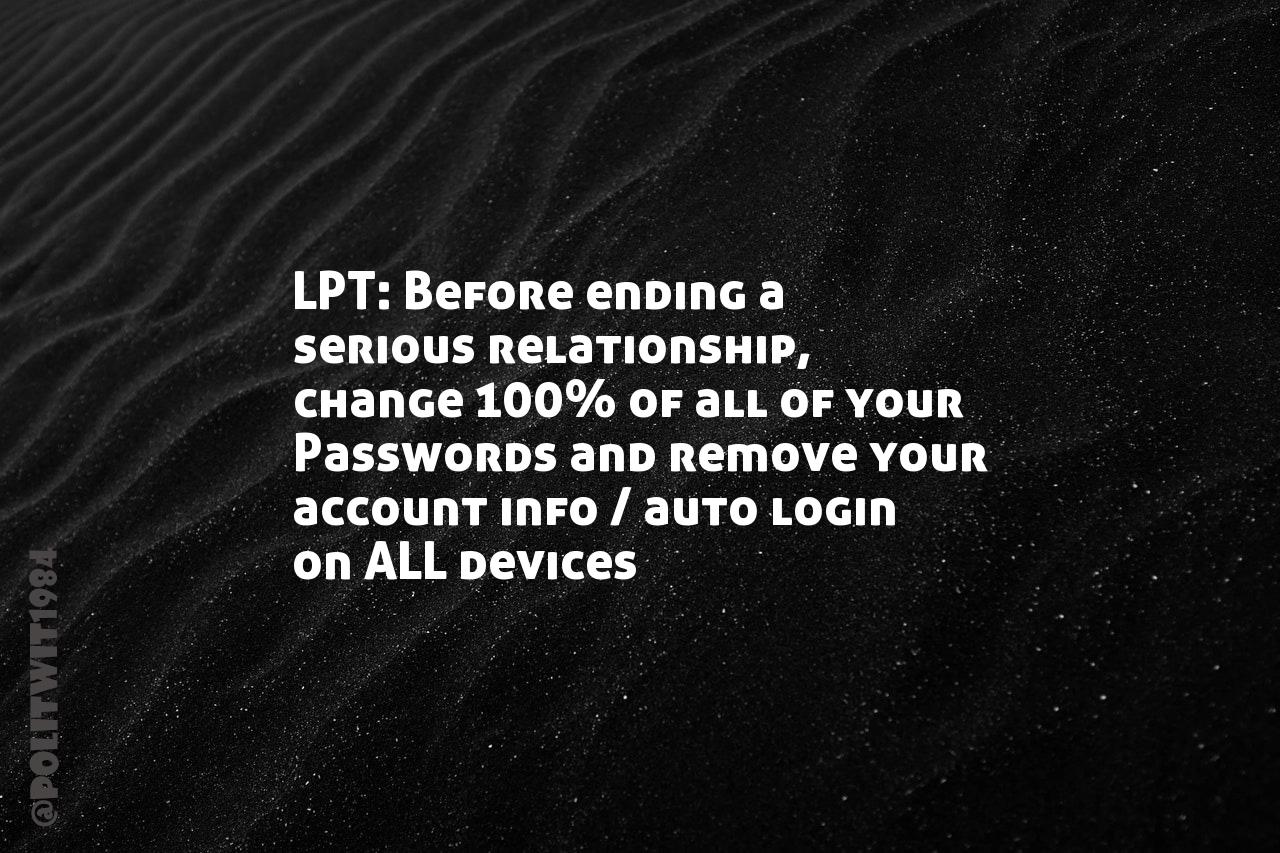 LPT: Before ending a
serious relationship,
change 100% of all of your
Passwords and remove your
account info / auto login
on ALL devices
@POLITWIT1984